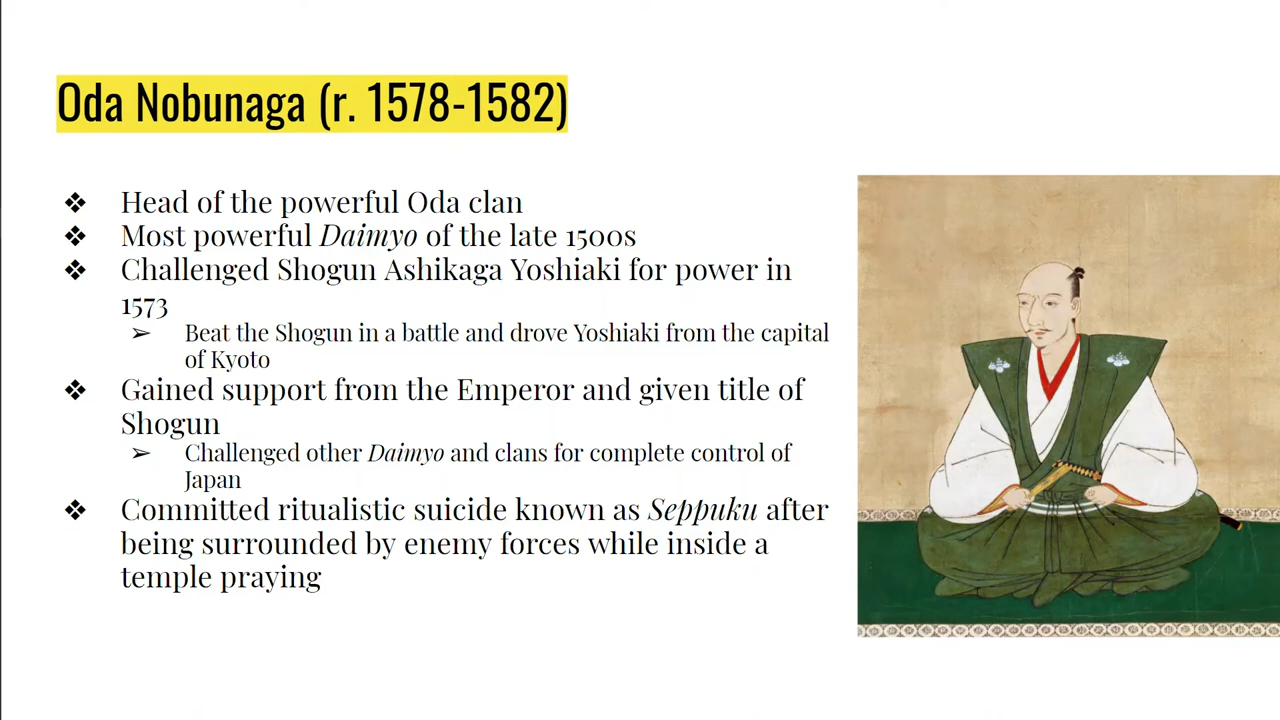 Oda Nobunaga (r. 1578-1582)
❖ Head of the powerful Oda clan
❖ Most powerful Daimyo of the late 1500s
❖ Challenged Shogun Ashikaga Yoshiaki for power in
1573
➢ Beat the Shogun in a battle and drove Yoshiaki from the capital
of Kyoto
❖ Gained support from the Emperor and given title of
Shogun
➢ Challenged other Daimyo and clans for complete control of
Japan
❖ Committed ritualistic suicide known as Seppuku after
being surrounded by enemy forces while inside a
temple praying